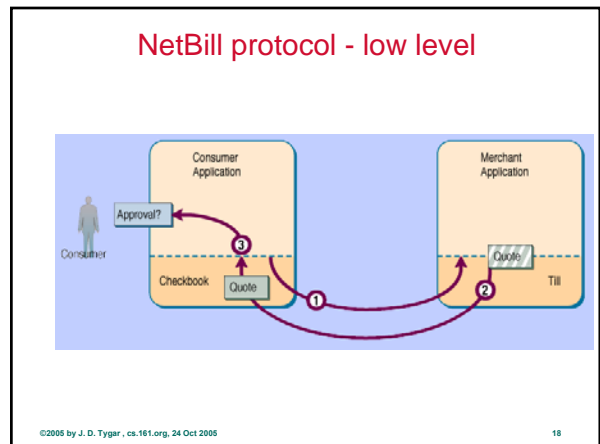 NetBill protocol - low level
Consumer
Application
Merchant
Application
Approval?
Consumer
3
Quote
Checkbook
Quote
1
2
Till
©2005 by J. D. Tygar , cs.161.org, 24 Oct 2005
18